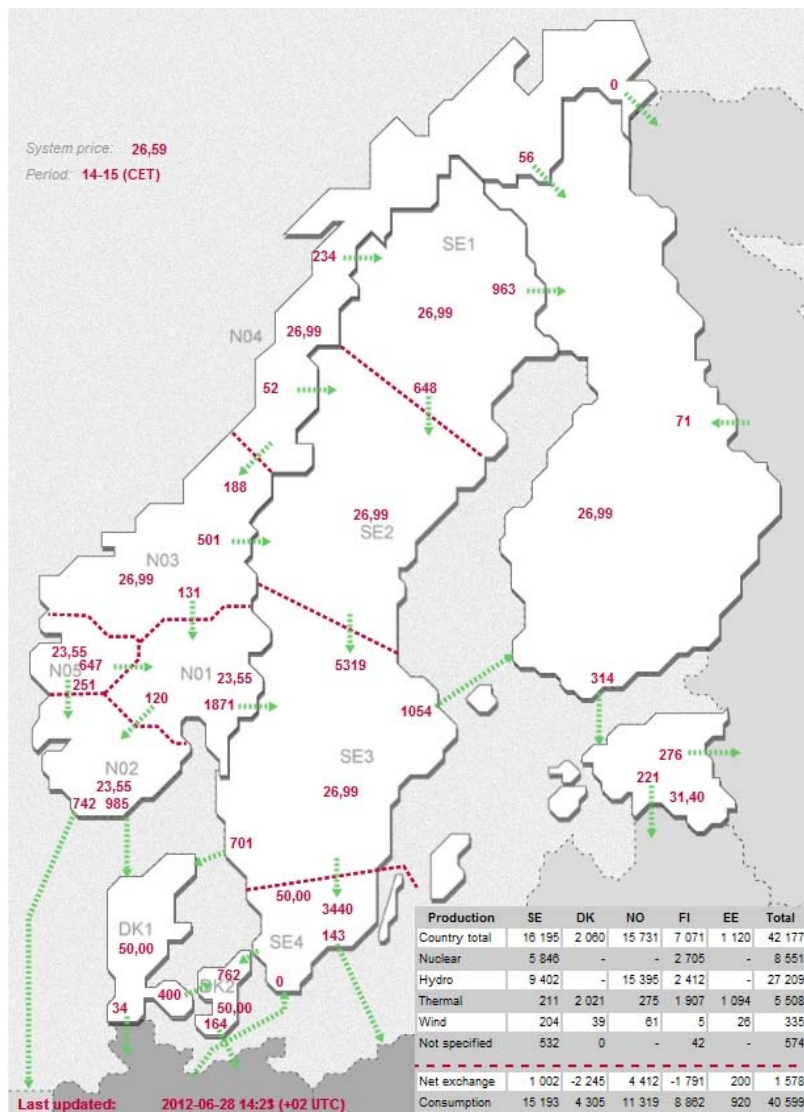 0
System price: 26,59
Period: 14-15 (CET)
56
234
SE1
963
26,99
N04
26,99
52
648
71
188
26,99
26,99
501
SE2
N03
26,99
131
5319
23,55
647
N05
N01
23,55
251
120
1871
1054
314
SE3
276
N02
221
23,55
26,99
31,40
742 985
701
50,00
3440
DK1
143
50,00
SE4
762
DK2
0
400
50,00
34
164
Production SE DK NO FI EE Total
Country total 16 195 2 060 15 731 7 071 1 120 42 177
Nuclear 5 846 - - 2 705 - 8 551
Hydro 9 402 - 15 395 2 412 - 27 209
Thermal 211 2 021 275 1 907 1 094 5 508
Wind 204 39 61 5 26 335
Not specified 532 0 - 42 - 574
Net exchange 1 002 -2 245 4 412 -1 791 200 1 578
Consumption 15 193 4 305 11 319 8 862 920 40 599
Last updated: 2012-06-28 14:23 (+02 UTC)